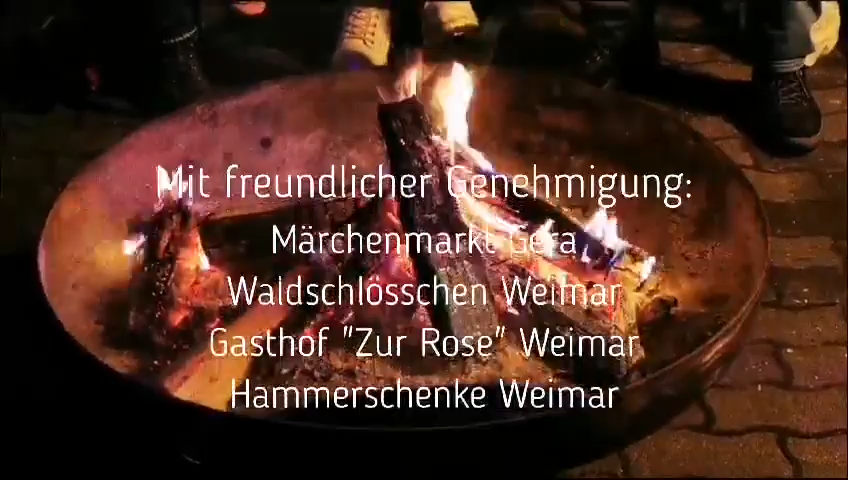 Mit freundlicher Genehmigung:
Märchenmarkt Gera
Waldschlösschen Weimar
Gasthof "Zur Rose" Weimar
Hammerschenke Weimar